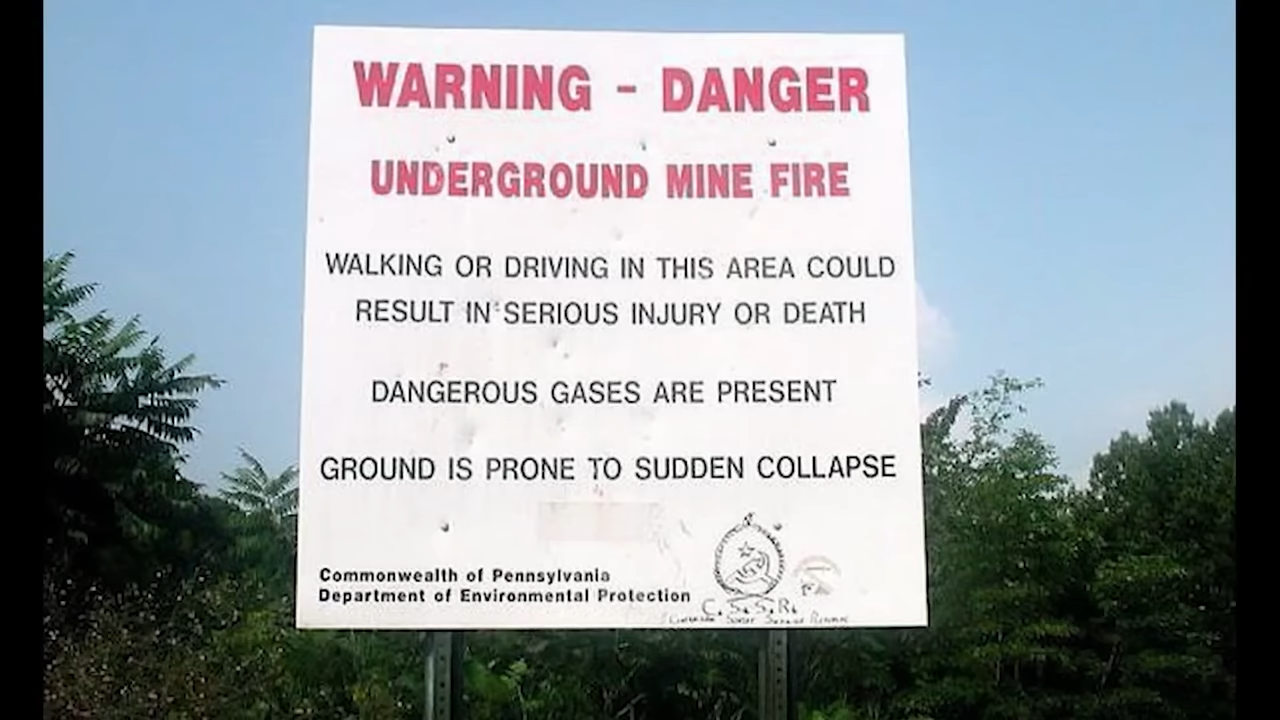 WARNING - DANGER
UNDERGROUND MINE FIRE
WALKING OR DRIVING IN THIS AREA COULD
RESULT IN SERIOUS INJURY OR DEATH
DANGEROUS GASES ARE PRESENT
GROUND IS PRONE TO SUDDEN COLLAPSE
Commonwealth of Pennsylvania
Department of Environmental Protection
C.S.S.R.